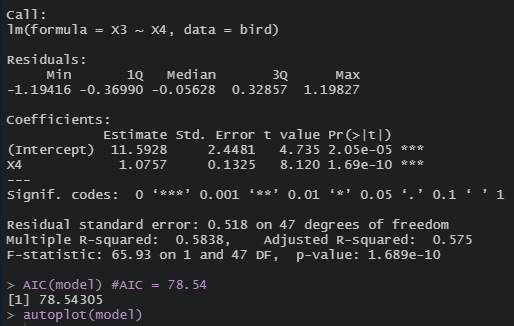 Call:
lm(formula = X3 ~ X4, data = bird)
Residuals:
     Min       1Q   Median       3Q      Max
-1.19416 -0.36990 -0.05628  0.32857  1.19827
Coefficients:
            Estimate Std. Error t value Pr(>|t|)
(Intercept)  11.5928     2.4481   4.735 2.05e-05 ***
X4            1.0757     0.1325   8.120 1.69e-10 ***
---
Signif. codes:  0 ‘***’ 0.001 ‘**’ 0.01 ‘*’ 0.05 ‘.’ 0.1 ‘ ’ 1
Residual standard error: 0.518 on 47 degrees of freedom
Multiple R-squared:  0.5838,    Adjusted R-squared:  0.575
F-statistic: 65.93 on 1 and 47 DF,  p-value: 1.689e-10
> AIC(model) #AIC = 78.54
[1] 78.54305
> autoplot(model)